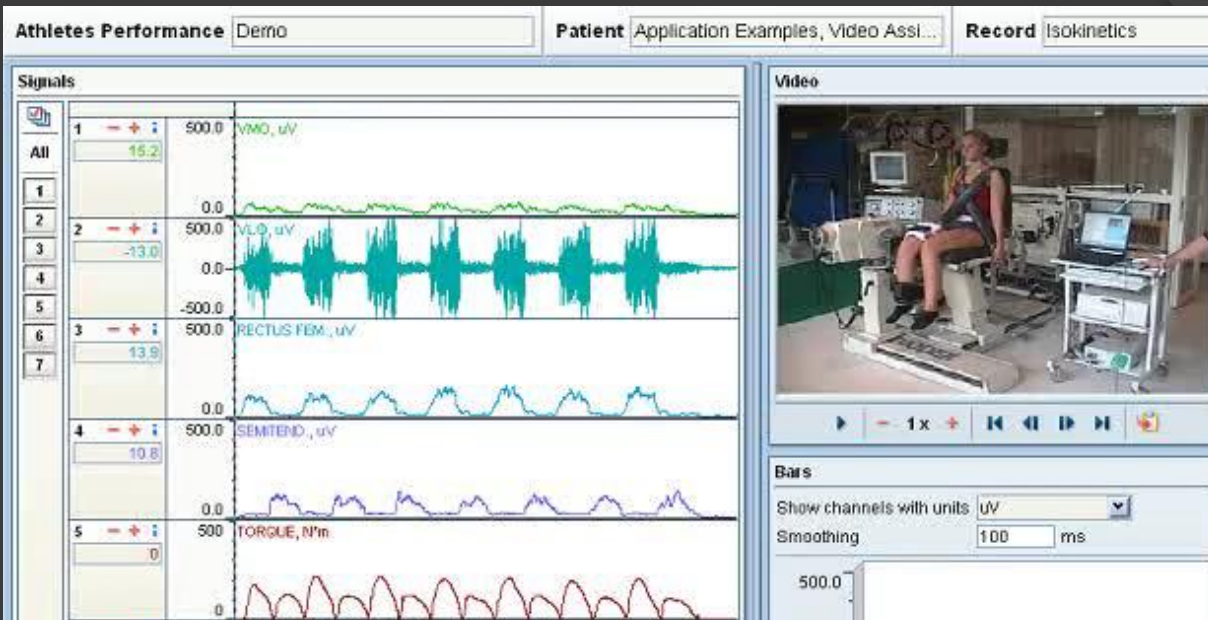 Athletes Performance Demo Patient Application Examples, Video Assi... Record Isokinetics
Signals
All
1
2
3
4
5
6
7
1 − + i 500.0 VMO, uV
15.2
0.0
2 − + i 500.0 VLO, uV
-13.0
0.0
-500.0
3 − + i 500.0 RECTUS FEM., uV
13.9
0.0
4 − + i 500.0 SEMITEND., uV
10.8
0.0
5 − + i 500 TORQUE, N*m
0
0
Video
− 1x +
Bars
Show channels with units uV
Smoothing 100 ms
500.0